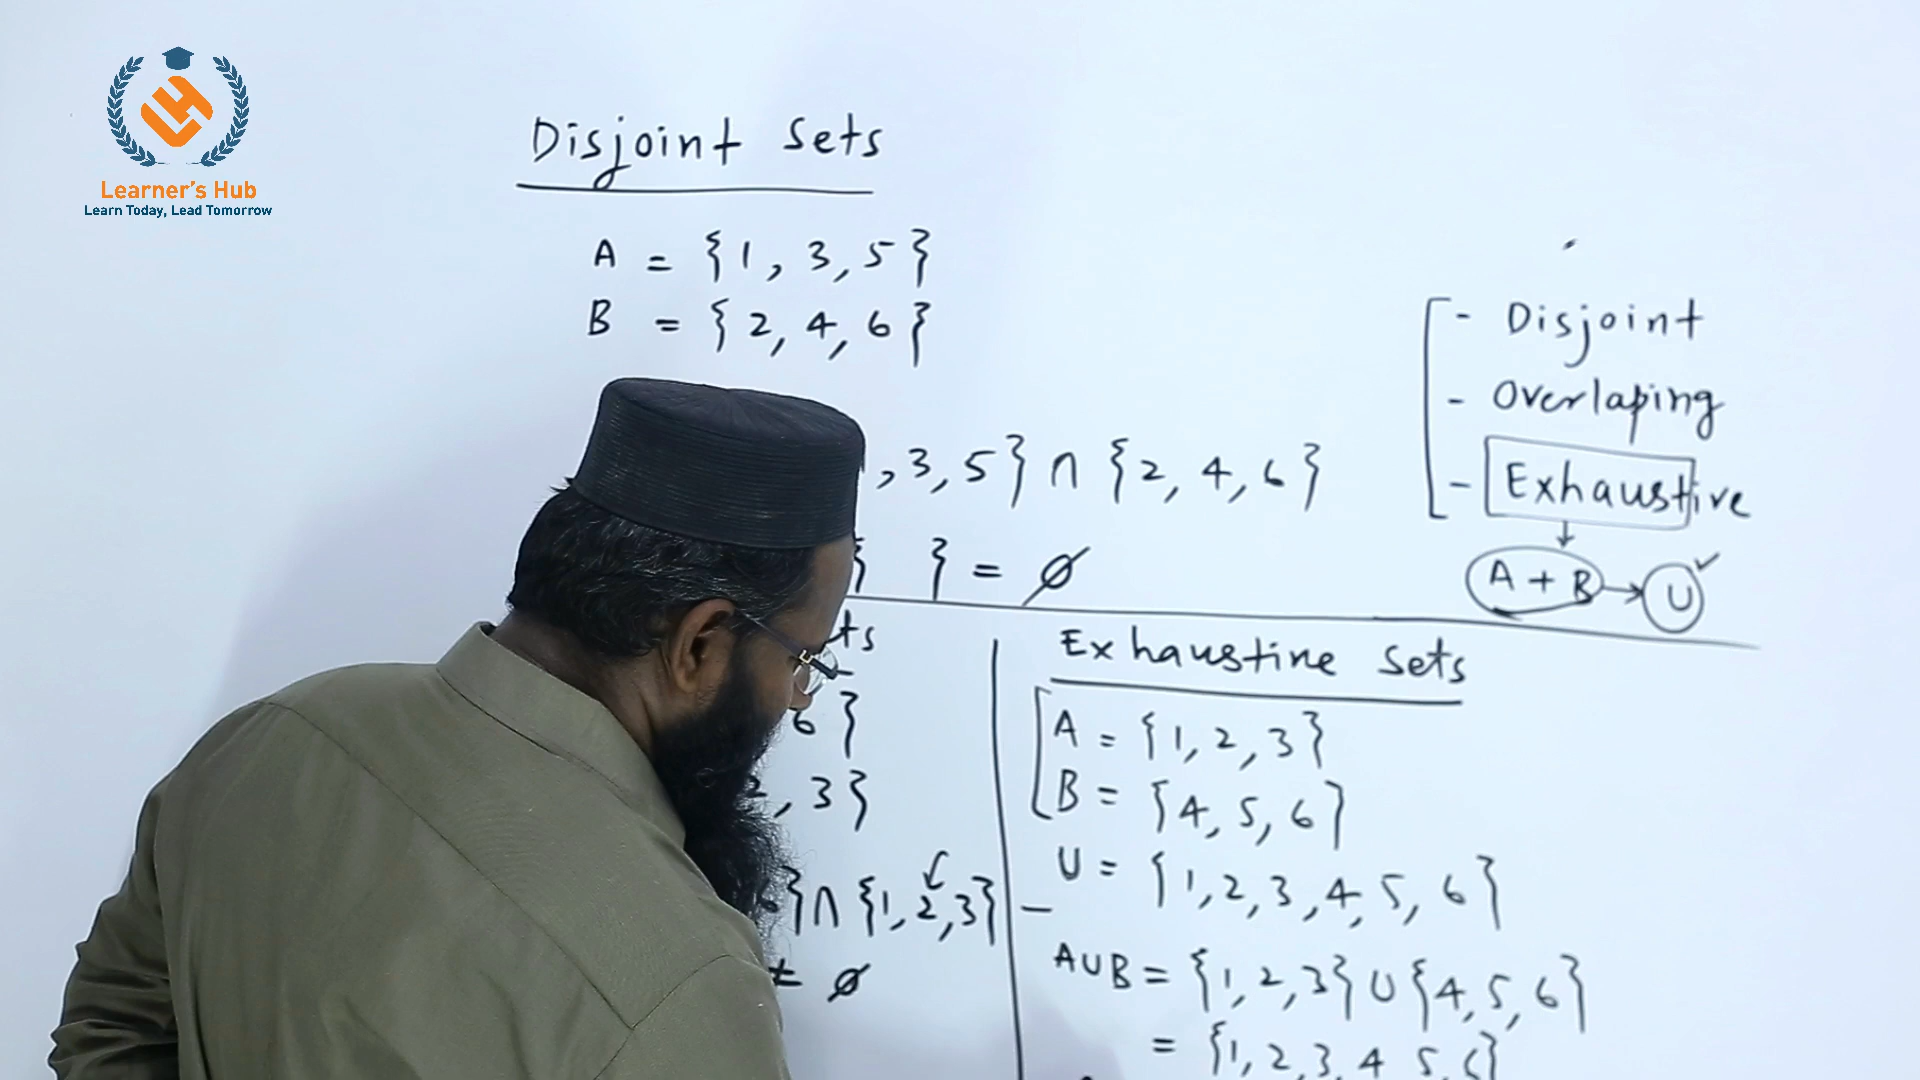 Learner's Hub
Learn Today, Lead Tomorrow
Disjoint Sets
A = {1, 3, 5}
B = {2, 4, 6}
, 3, 5} ∩ {2, 4, 6}
{ } = ∅
- Disjoint
- Overlaping
- Exhaustive
A + B → U ✓
6}
, 3}
} ∩ {1, 2, 3}
≠ ∅
Exhaustive Sets
A = {1, 2, 3}
B = {4, 5, 6}
U = {1, 2, 3, 4, 5, 6}
A∪B = {1, 2, 3} ∪ {4, 5, 6}
= {1, 2, 3, 4 5, 6}